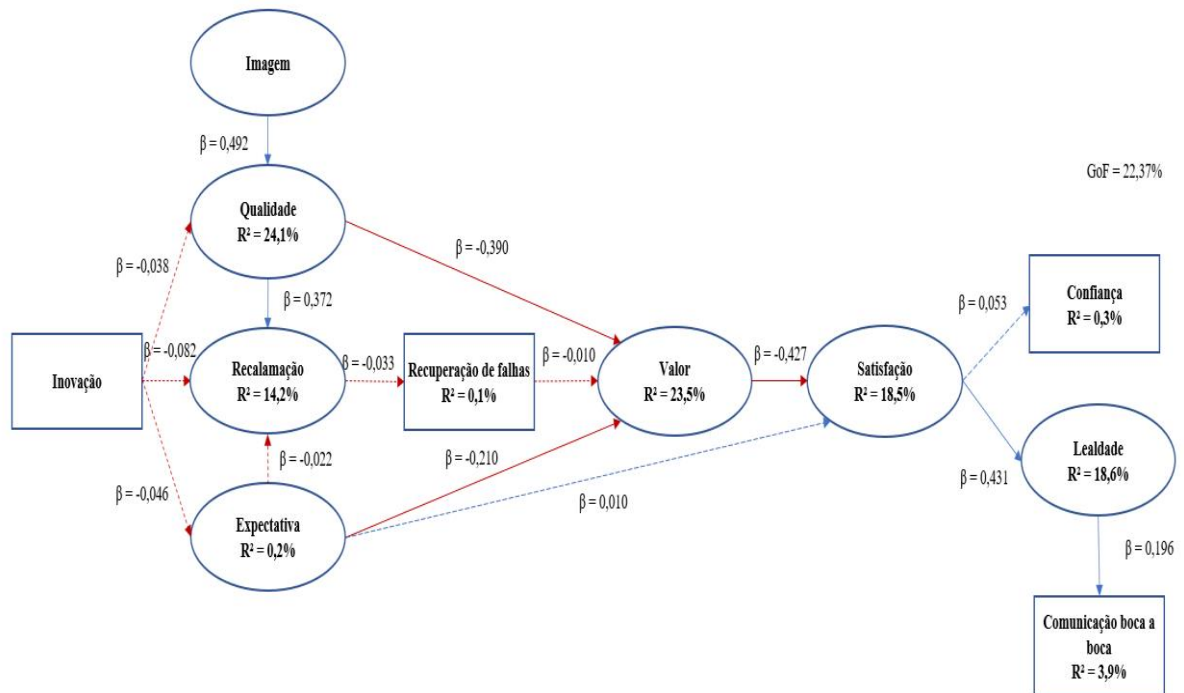 Imagem
β = 0,492
GoF = 22,37%
Qualidade
R² = 24,1%
β = -0,390
β = -0,038
β = 0,372
β = 0,053
Confiança
R² = 0,3%
Inovação
β = -0,082
Recalamação
R² = 14,2%
β = -0,033
Recuperação de falhas
R² = 0,1%
β = -0,010
Valor
R² = 23,5%
β = -0,427
Satisfação
R² = 18,5%
β = -0,022
β = -0,210
β = 0,431
Lealdade
R² = 18,6%
β = -0,046
β = 0,010
Expectativa
R² = 0,2%
β = 0,196
Comunicação boca a
boca
R² = 3,9%